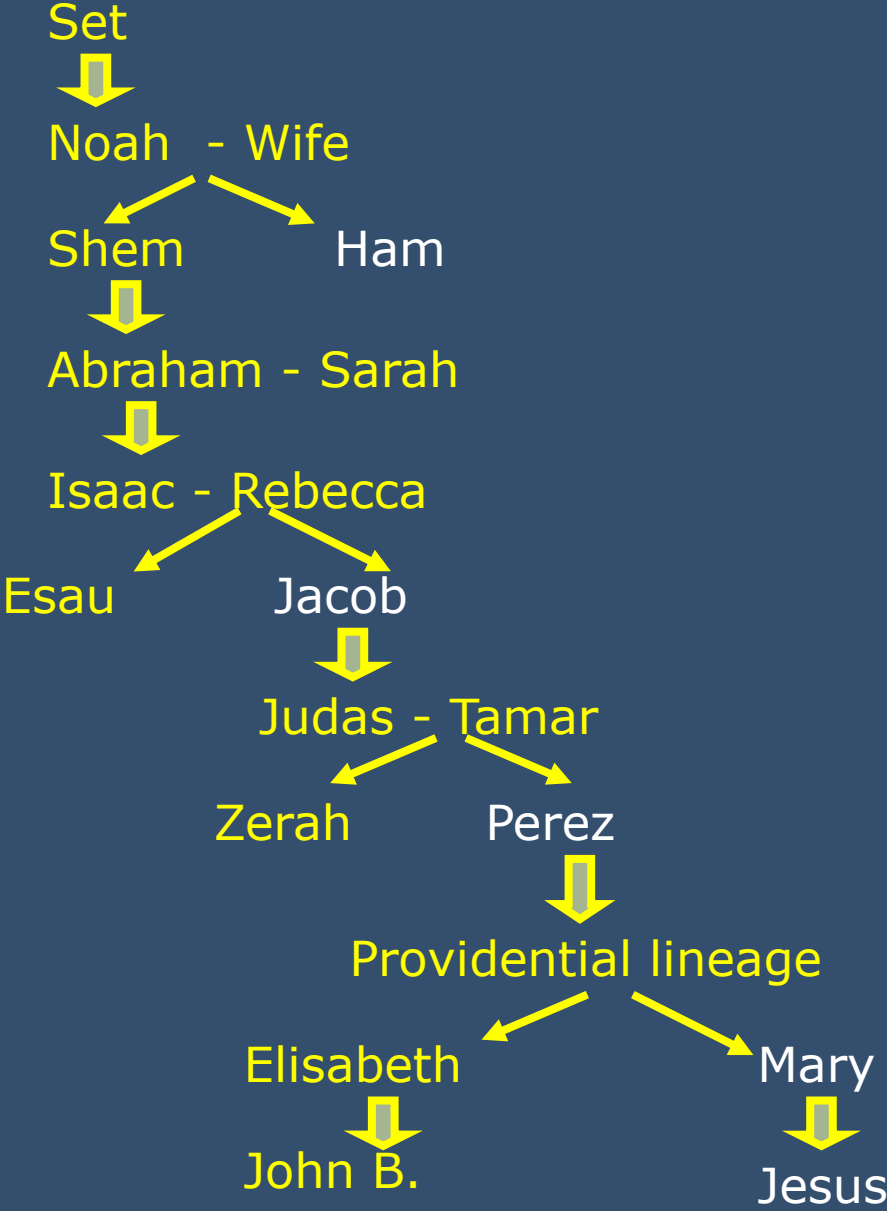 Set
Noah - Wife
Shem Ham
Abraham - Sarah
Isaac - Rebecca
Esau Jacob
Judas - Tamar
Zerah Perez
Providential lineage
Elisabeth Mary
John B. Jesus